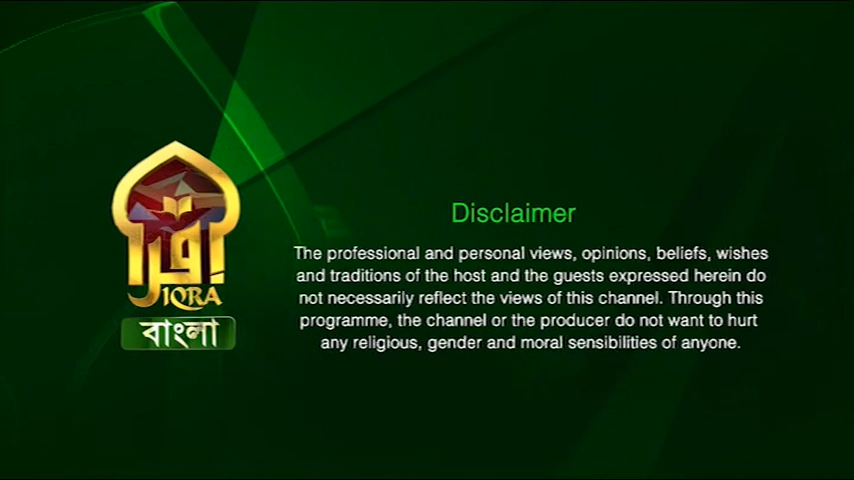 اقرأ
IQRA
বাংলা
Disclaimer
The professional and personal views, opinions, beliefs, wishes
and traditions of the host and the guests expressed herein do
not necessarily reflect the views of this channel. Through this
programme, the channel or the producer do not want to hurt
any religious, gender and moral sensibilities of anyone.